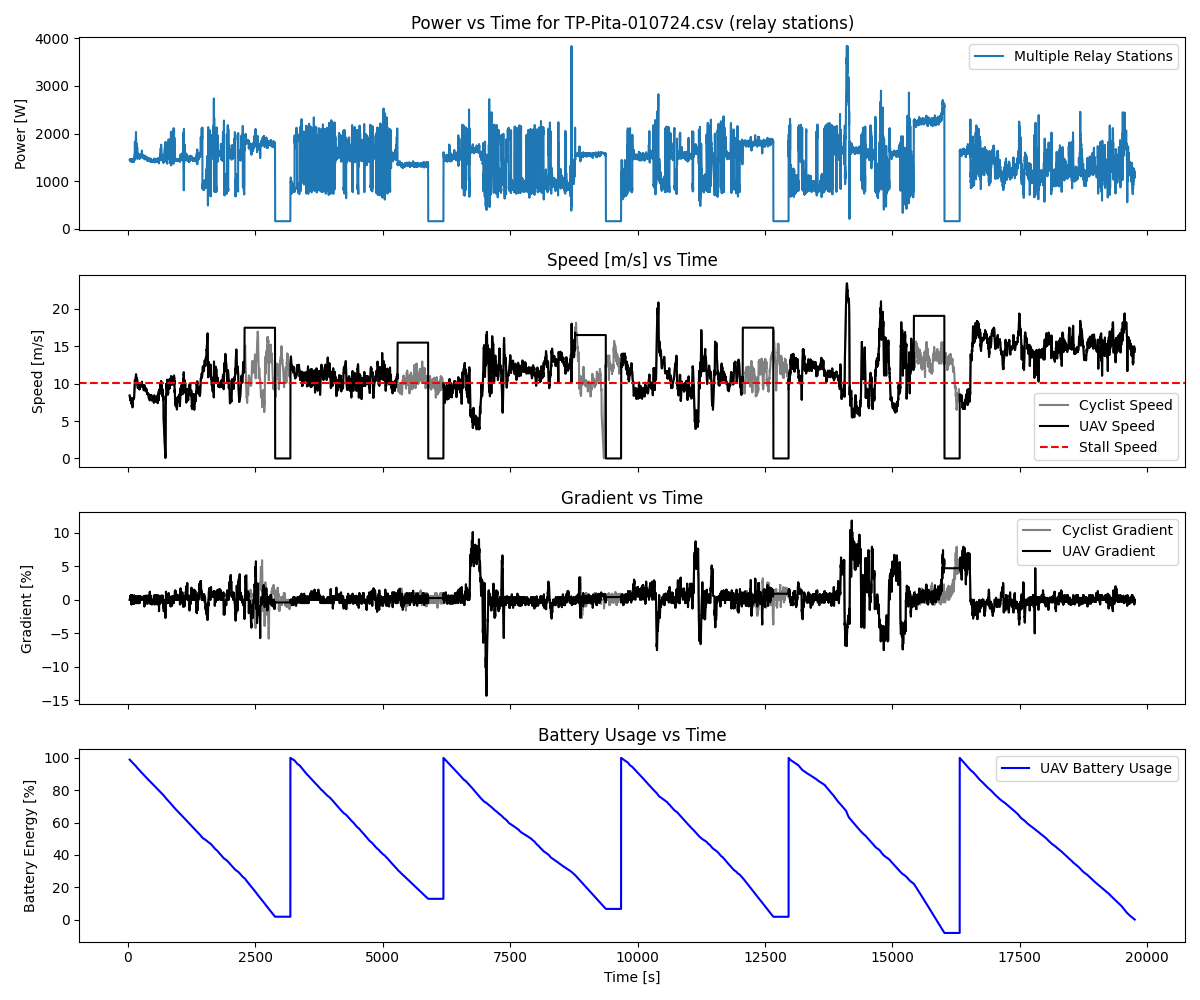 Power vs Time for TP-Pita-010724.csv (relay stations)
4000
3000
2000
1000
0
Power [W]
Multiple Relay Stations
Speed [m/s] vs Time
20
15
10
5
0
Speed [m/s]
Cyclist Speed
UAV Speed
Stall Speed
Gradient vs Time
10
5
0
−5
−10
−15
Gradient [%]
Cyclist Gradient
UAV Gradient
Battery Usage vs Time
100
80
60
40
20
0
Battery Energy [%]
UAV Battery Usage
0 2500 5000 7500 10000 12500 15000 17500 20000
Time [s]